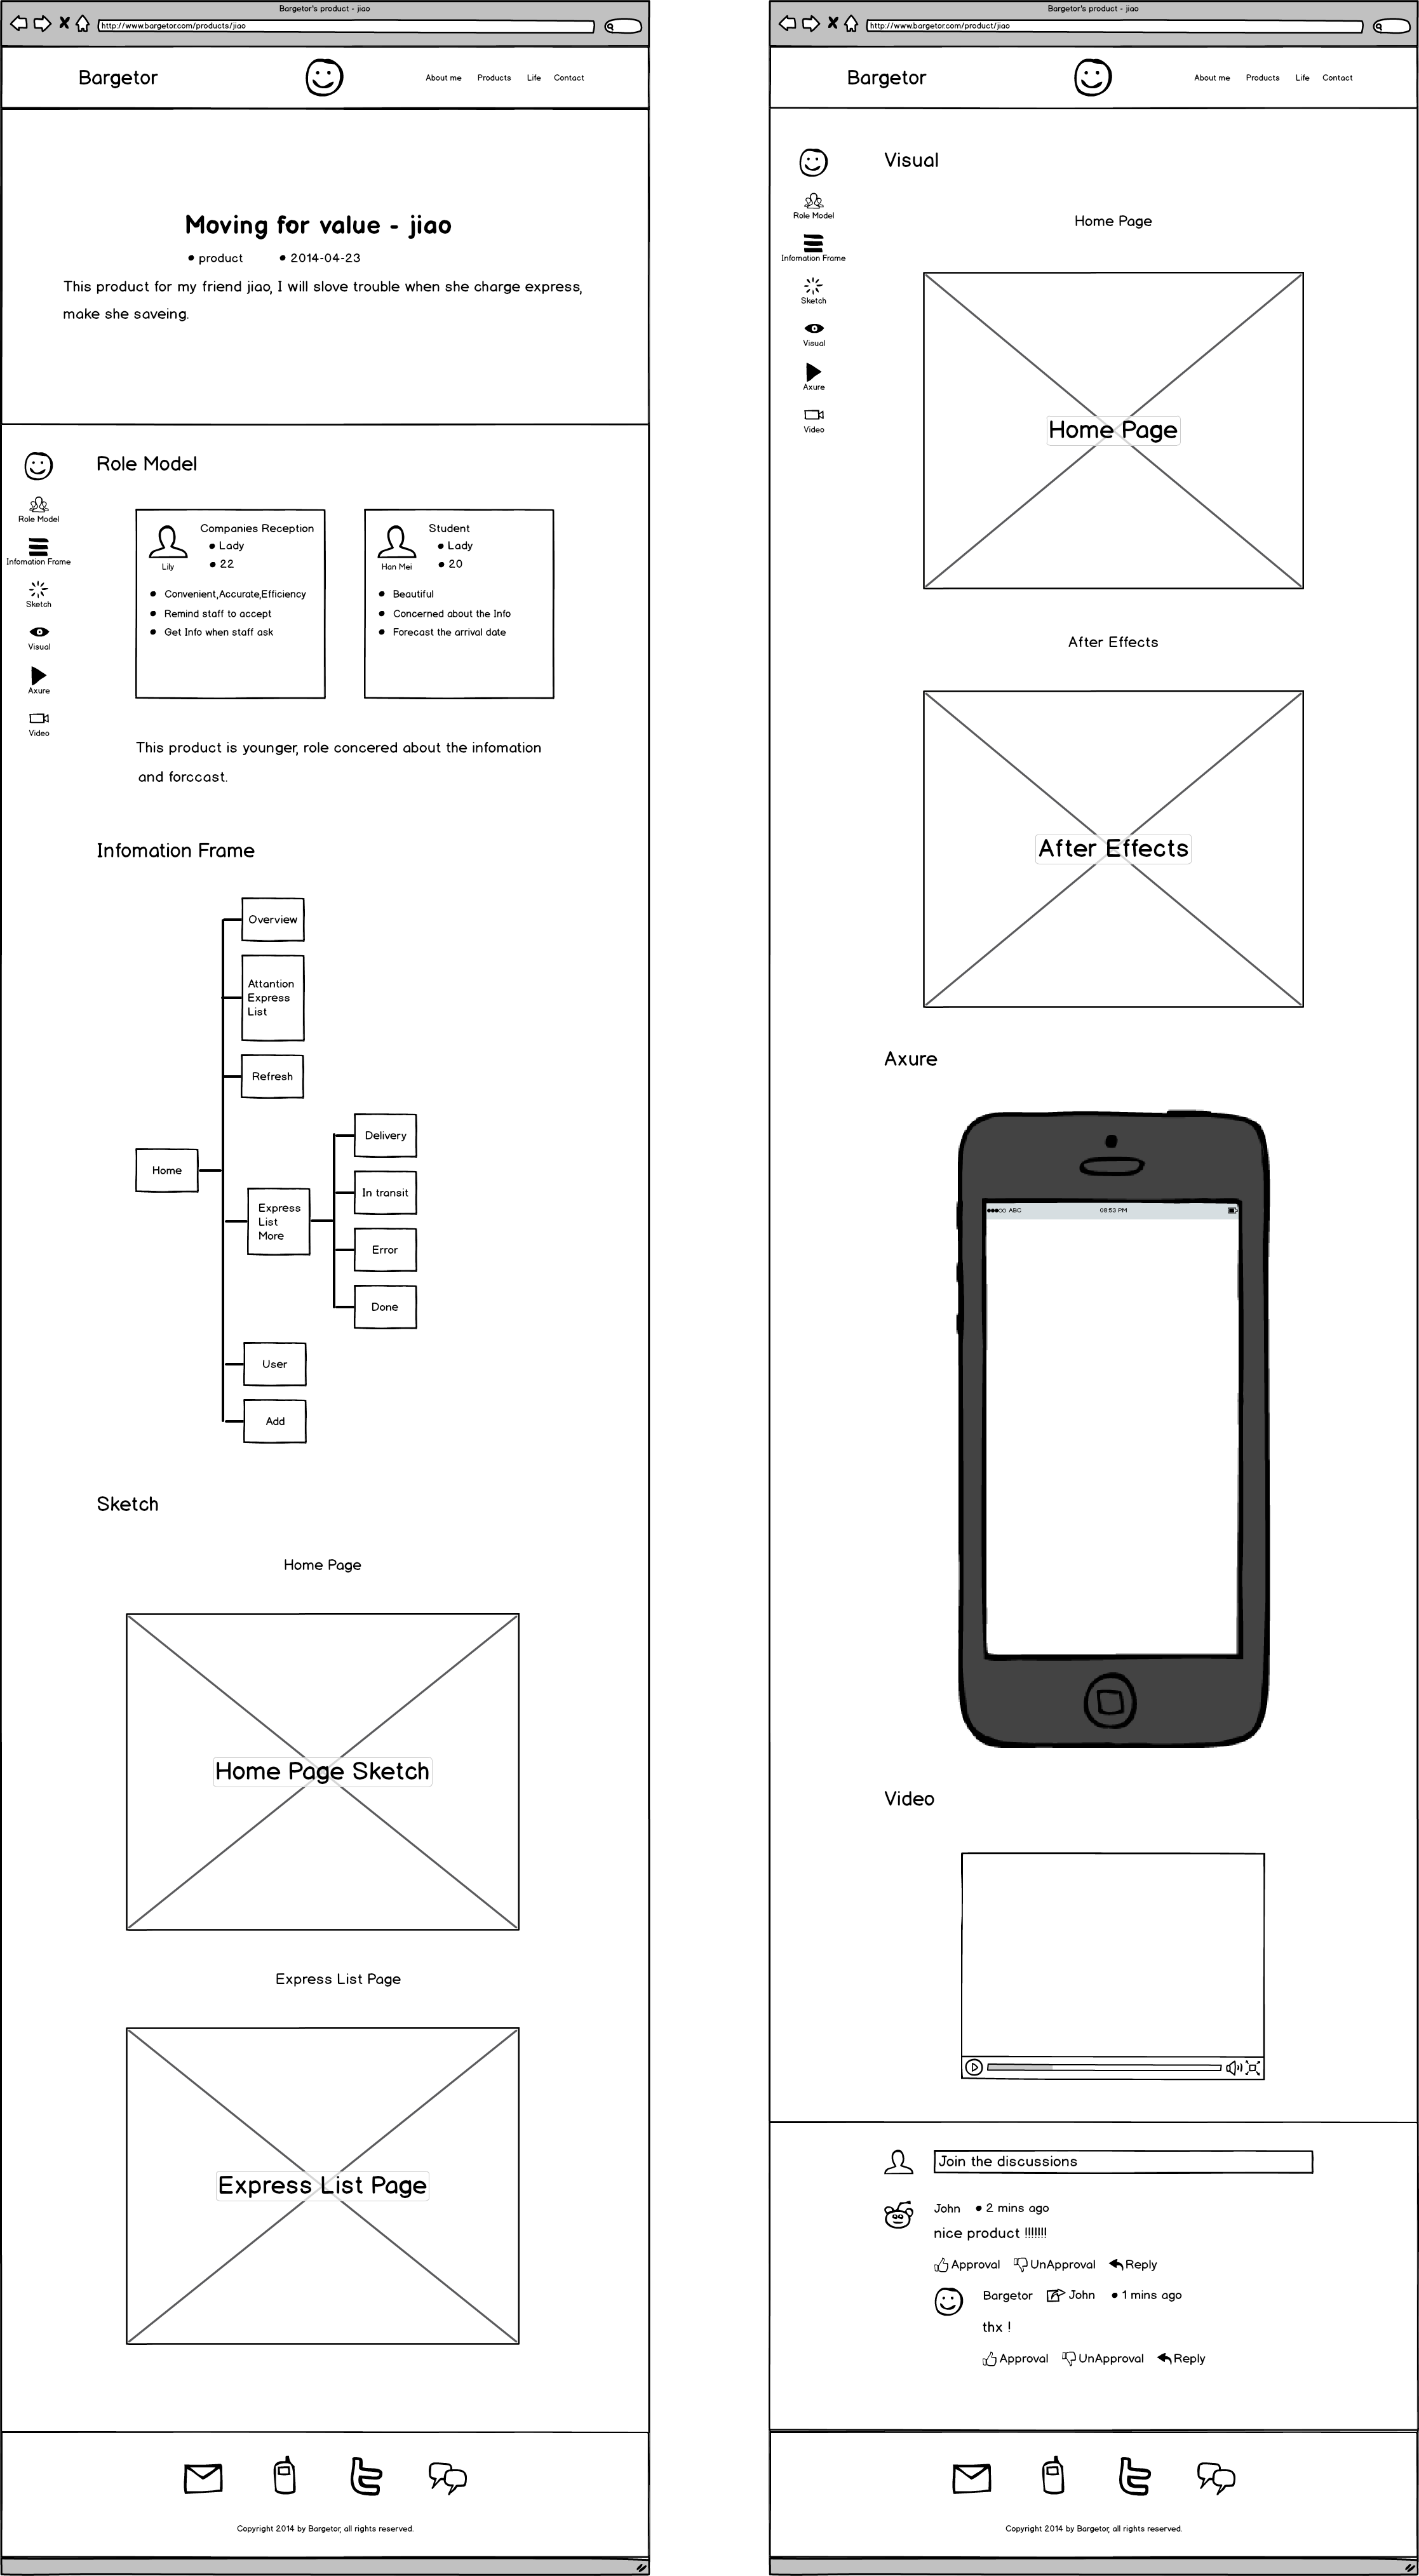 Bargetor's product - jiao
http://www.bargetor.com/products/jiao
Bargetor
About me Products Life Contact
Moving for value - jiao
product 2014-04-23
This product for my friend jiao, I will slove trouble when she charge express,
make she saveing.
Role Model
Infomation Frame
Sketch
Visual
Axure
Video
Role Model
Companies Reception
Lady
22
Lily
Convenient,Accurate,Efficiency
Remind staff to accept
Get Info when staff ask
Student
Lady
20
Han Mei
Beautiful
Concerned about the Info
Forecast the arrival date
This product is younger, role concered about the infomation
and forccast.
Infomation Frame
Overview
Attantion
Express
List
Refresh
Home
Express
List
More
Delivery
In transit
Error
Done
User
Add
Sketch
Home Page
Home Page Sketch
Express List Page
Express List Page
Copyright 2014 by Bargetor, all rights reserved.
Bargetor's product - jiao
http://www.bargetor.com/product/jiao
Bargetor
About me Products Life Contact
Role Model
Infomation Frame
Sketch
Visual
Axure
Video
Visual
Home Page
Home Page
After Effects
After Effects
Axure
ABC 08:53 PM
Video
Join the discussions
John 2 mins ago
nice product !!!!!!!
Approval UnApproval Reply
Bargetor John 1 mins ago
thx !
Approval UnApproval Reply
Copyright 2014 by Bargetor, all rights reserved.